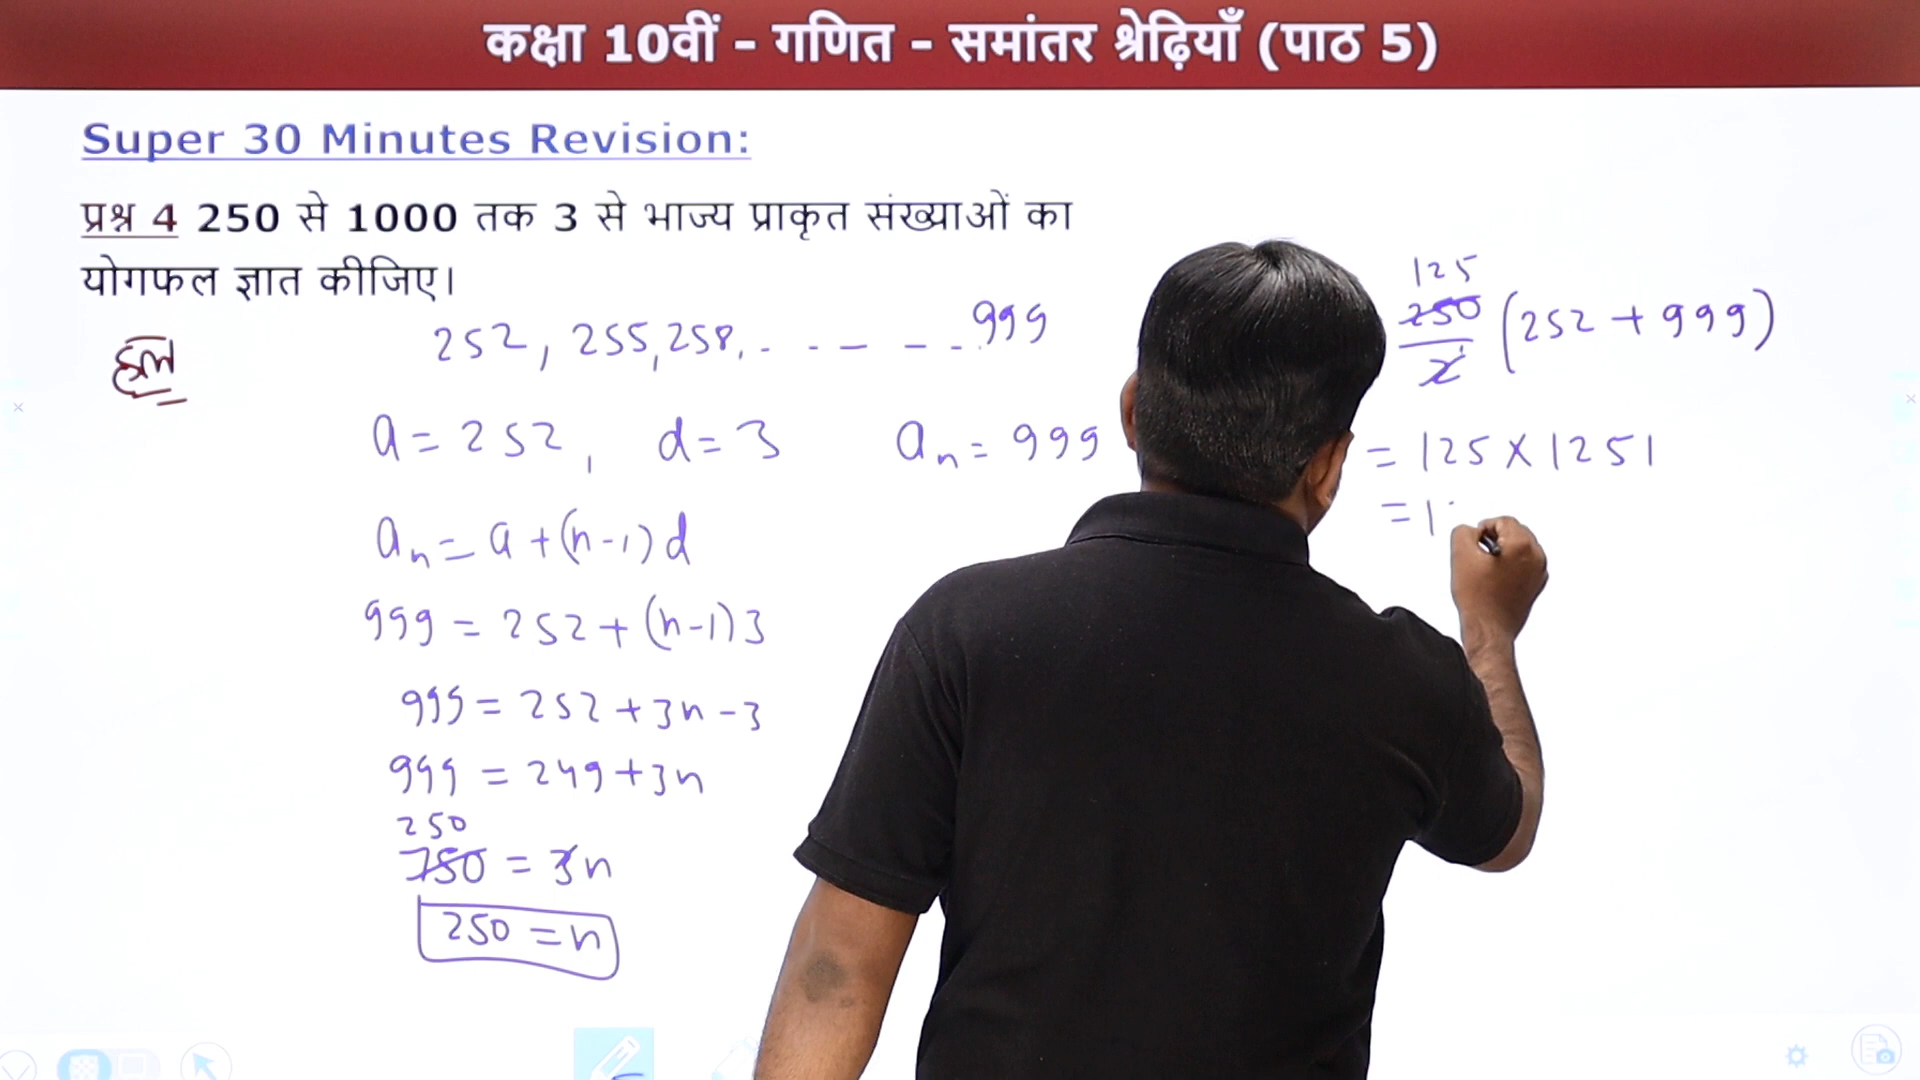 कक्षा 10वीं - गणित - समांतर श्रेढ़ियाँ (पाठ 5)
Super 30 Minutes Revision:
प्रश्न 4 250 से 1000 तक 3 से भाज्य प्राकृत संख्याओं का
योगफल ज्ञात कीजिए।
हल
252, 255, 258, . - - - - - . 999
a = 252, d = 3 aₙ = 999
aₙ = a + (n-1) d
999 = 252 + (n-1) 3
999 = 252 + 3n - 3
999 = 249 + 3n
250
750 = 3n
250 = n
125
250/2 (252 + 999)
= 125 × 1251
= 1